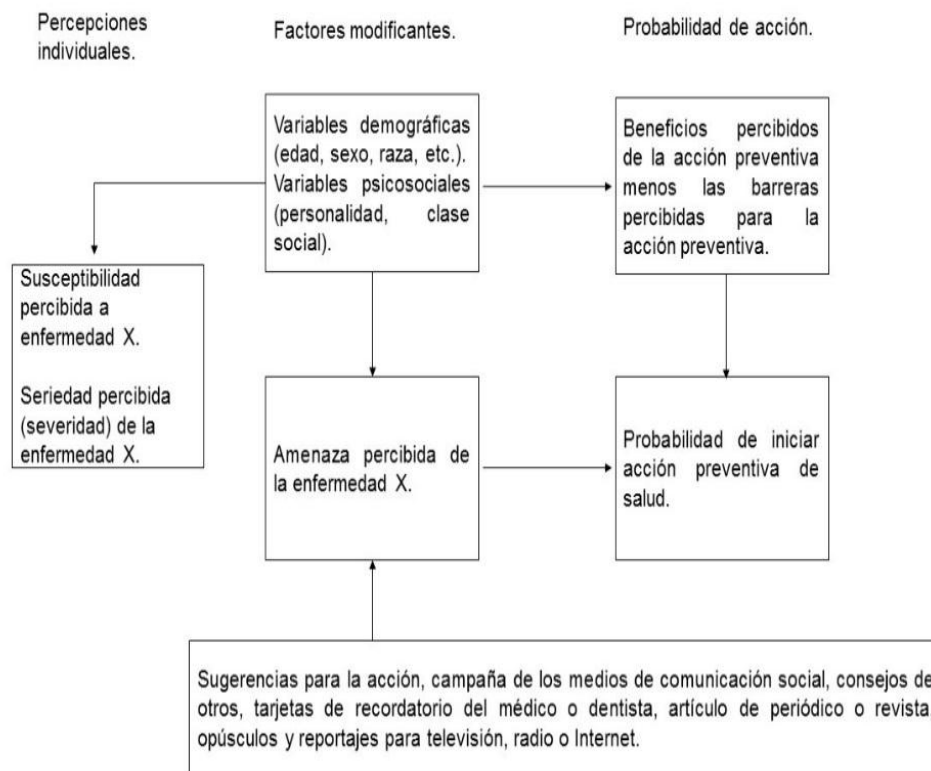 Percepciones
individuales.
Factores modificantes.
Probabilidad de acción.
Variables demográficas
(edad, sexo, raza, etc.).
Variables psicosociales
(personalidad, clase
social).
Beneficios percibidos
de la acción preventiva
menos las barreras
percibidas para la
acción preventiva.
Susceptibilidad
percibida a
enfermedad X.
Seriedad percibida
(severidad) de la
enfermedad X.
Amenaza percibida de
la enfermedad X.
Probabilidad de iniciar
acción preventiva de
salud.
Sugerencias para la acción, campaña de los medios de comunicación social, consejos de
otros, tarjetas de recordatorio del médico o dentista, artículo de periódico o revista
opúsculos y reportajes para televisión, radio o Internet.